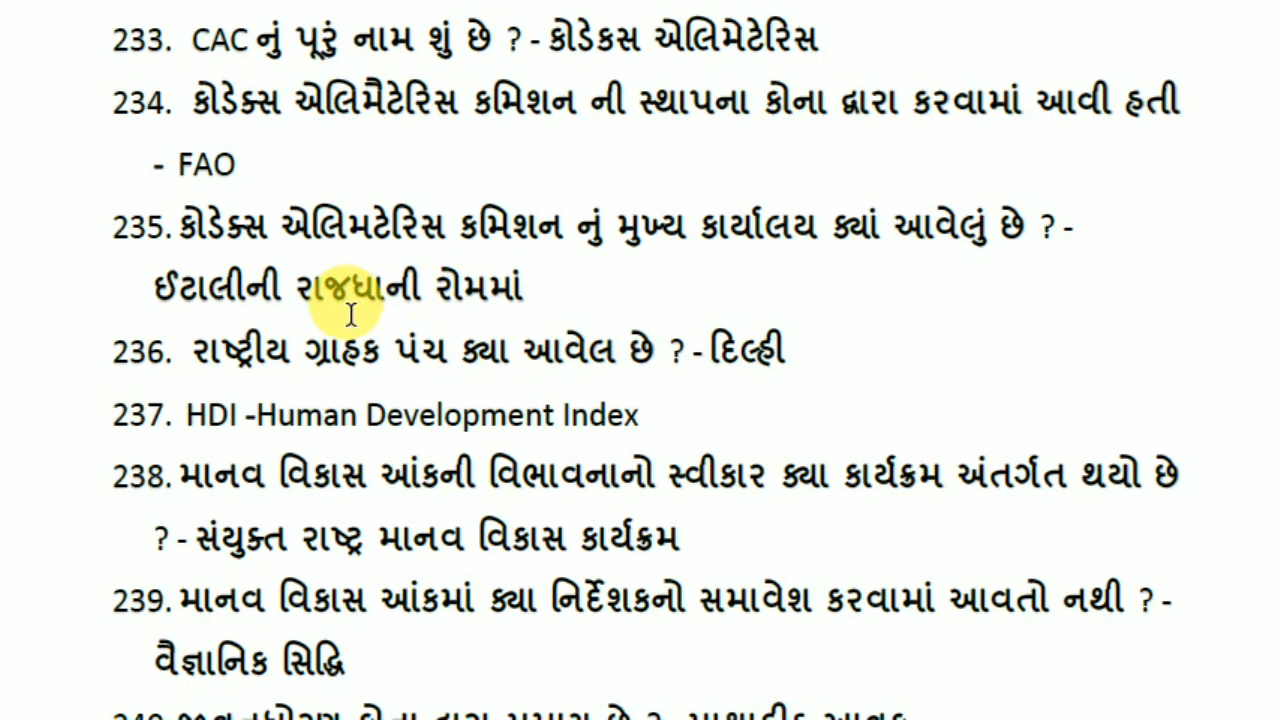 233. CAC નું પૂરું નામ શું છે ? - કોડેકસ એલિમેટેરિસ
234. કોડેક્સ એલિમૈટેરિસ કમિશન ની સ્થાપના કોના દ્વારા કરવામાં આવી હતી
- FAO
235. કોડેક્સ એલિમટેરિસ કમિશન નું મુખ્ય કાર્યાલય ક્યાં આવેલું છે ? -
ઈટાલીની રાજધાની રોમમાં
236. રાષ્ટ્રીય ગ્રાહક પંચ ક્યા આવેલ છે ? - દિલ્હી
237. HDI -Human Development Index
238. માનવ વિકાસ આંકની વિભાવનાનો સ્વીકાર ક્યા કાર્યક્રમ અંતર્ગત થયો છે
? - સંયુક્ત રાષ્ટ્ર માનવ વિકાસ કાર્યક્રમ
239. માનવ વિકાસ આંકમાં ક્યા નિર્દેશકનો સમાવેશ કરવામાં આવતો નથી ? -
વૈજ્ઞાનિક સિદ્ધિ